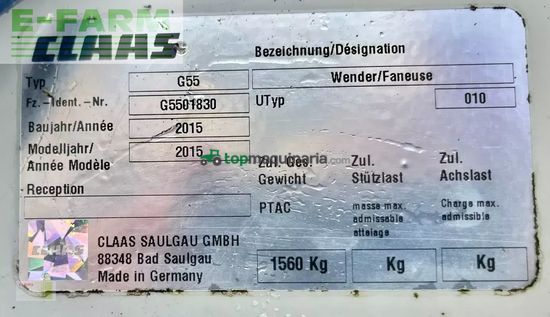 E-FARM
CLAAS
Bezeichnung/Désignation
Typ G55 Wender/Faneuse
Fz.-Ident.-Nr. G5501830 UTyp 010
Baujahr/Année 2015
Modelljahr/
Année Modèle 2015
topmaquinaria.com
Zul. Ges.
Gewicht
Zul.
Stützlast
Zul.
Achslast
Reception
PTAC
masse max.
admissable
attelage
Charge max.
admissible
CLAAS
CLAAS SAULGAU GMBH
88348 Bad Saulgau
Made in Germany
1560 Kg Kg Kg